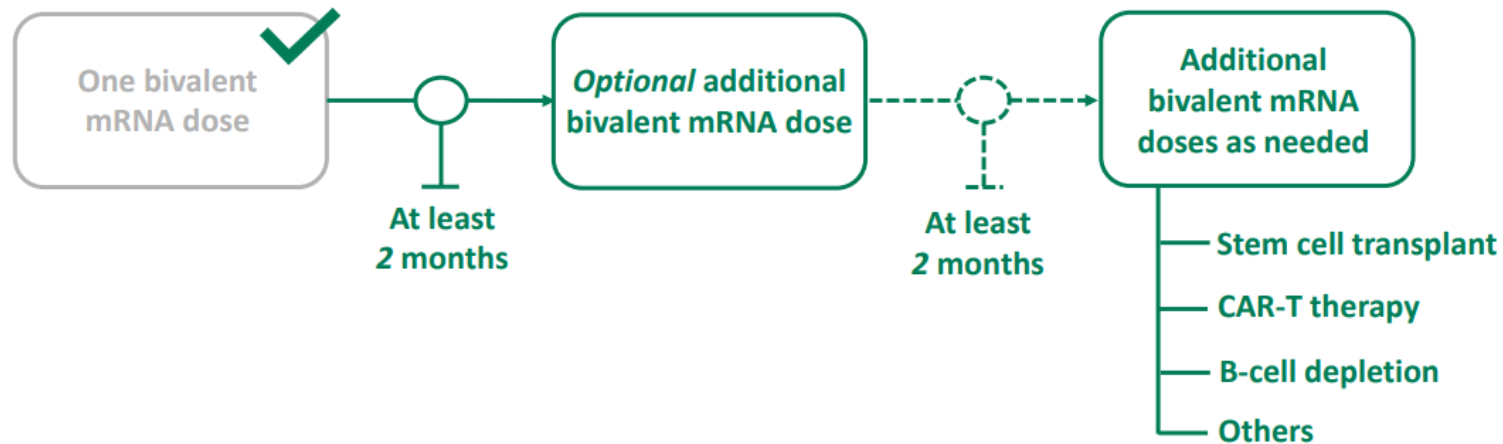 One bivalent
mRNA dose
Optional additional
bivalent mRNA dose
Additional
bivalent mRNA
doses as needed
At least
2 months
At least
2 months
Stem cell transplant
CAR-T therapy
B-cell depletion
Others